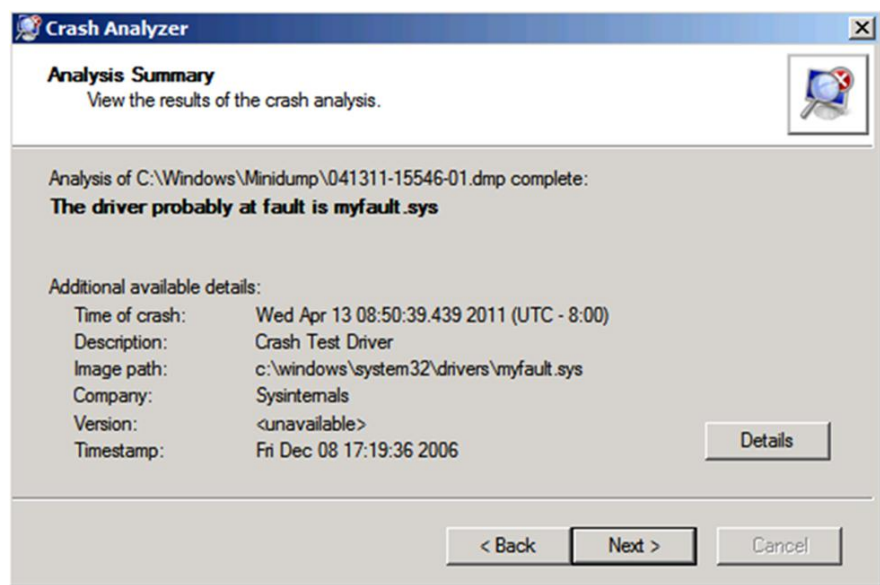 Crash Analyzer
Analysis Summary
View the results of the crash analysis.
Analysis of C:\Windows\Minidump\041311-15546-01.dmp complete:
The driver probably at fault is myfault.sys
Additional available details:
Time of crash: Wed Apr 13 08:50:39.439 2011 (UTC - 8:00)
Description: Crash Test Driver
Image path: c:\windows\system32\drivers\myfault.sys
Company: Sysinternals
Version: <unavailable>
Timestamp: Fri Dec 08 17:19:36 2006
Details
< Back Next > Cancel